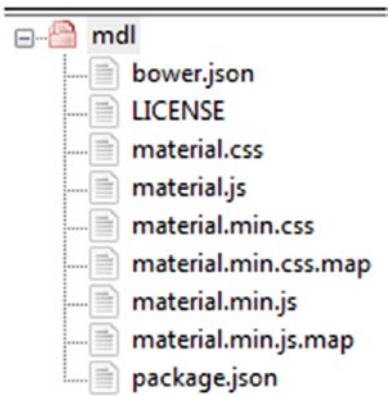 mdl
bower.json
LICENSE
material.css
material.js
material.min.css
material.min.css.map
material.min.js
material.min.js.map
package.json